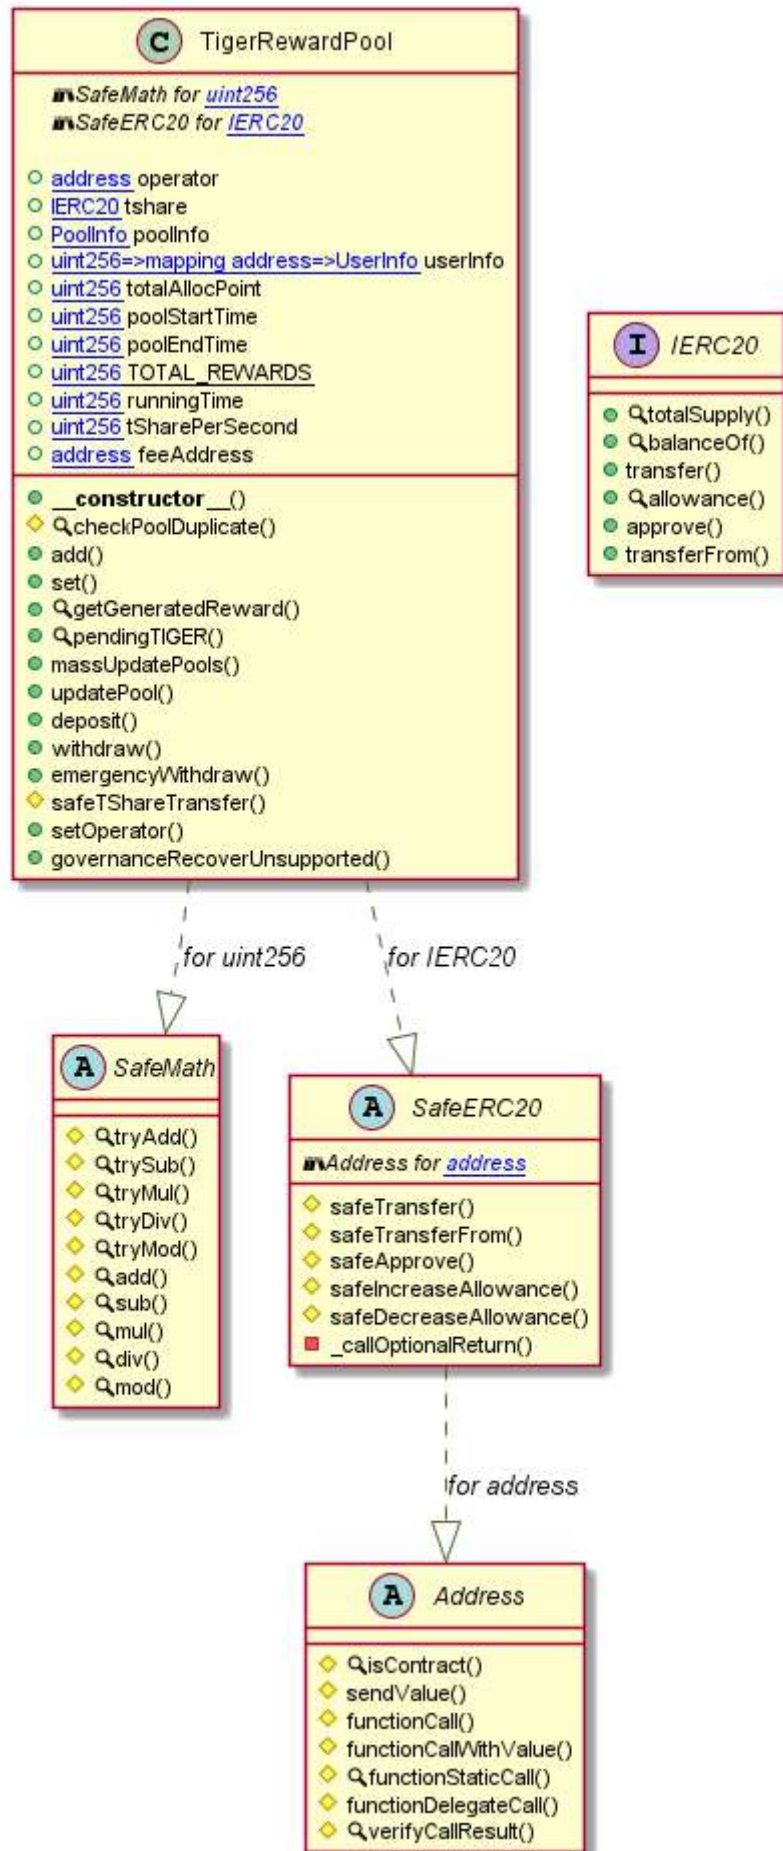 C TigerRewardPool
SafeMath for uint256
SafeERC20 for IERC20
address operator
IERC20 tshare
PoolInfo poolInfo
uint256=>mapping address=>UserInfo userInfo
uint256 totalAllocPoint
uint256 poolStartTime
uint256 poolEndTime
uint256 TOTAL_REWARDS
uint256 runningTime
uint256 tSharePerSecond
address feeAddress
__constructor__()
checkPoolDuplicate()
add()
set()
getGeneratedReward()
pendingTIGER()
massUpdatePools()
updatePool()
deposit()
withdraw()
emergencyWithdraw()
safeTShareTransfer()
setOperator()
governanceRecoverUnsupported()
I IERC20
totalSupply()
balanceOf()
transfer()
allowance()
approve()
transferFrom()
for uint256
for IERC20
A SafeMath
tryAdd()
trySub()
tryMul()
tryDiv()
tryMod()
add()
sub()
mul()
div()
mod()
A SafeERC20
Address for address
safeTransfer()
safeTransferFrom()
safeApprove()
safeIncreaseAllowance()
safeDecreaseAllowance()
_callOptionalReturn()
for address
A Address
isContract()
sendValue()
functionCall()
functionCallWithValue()
functionStaticCall()
functionDelegateCall()
verifyCallResult()